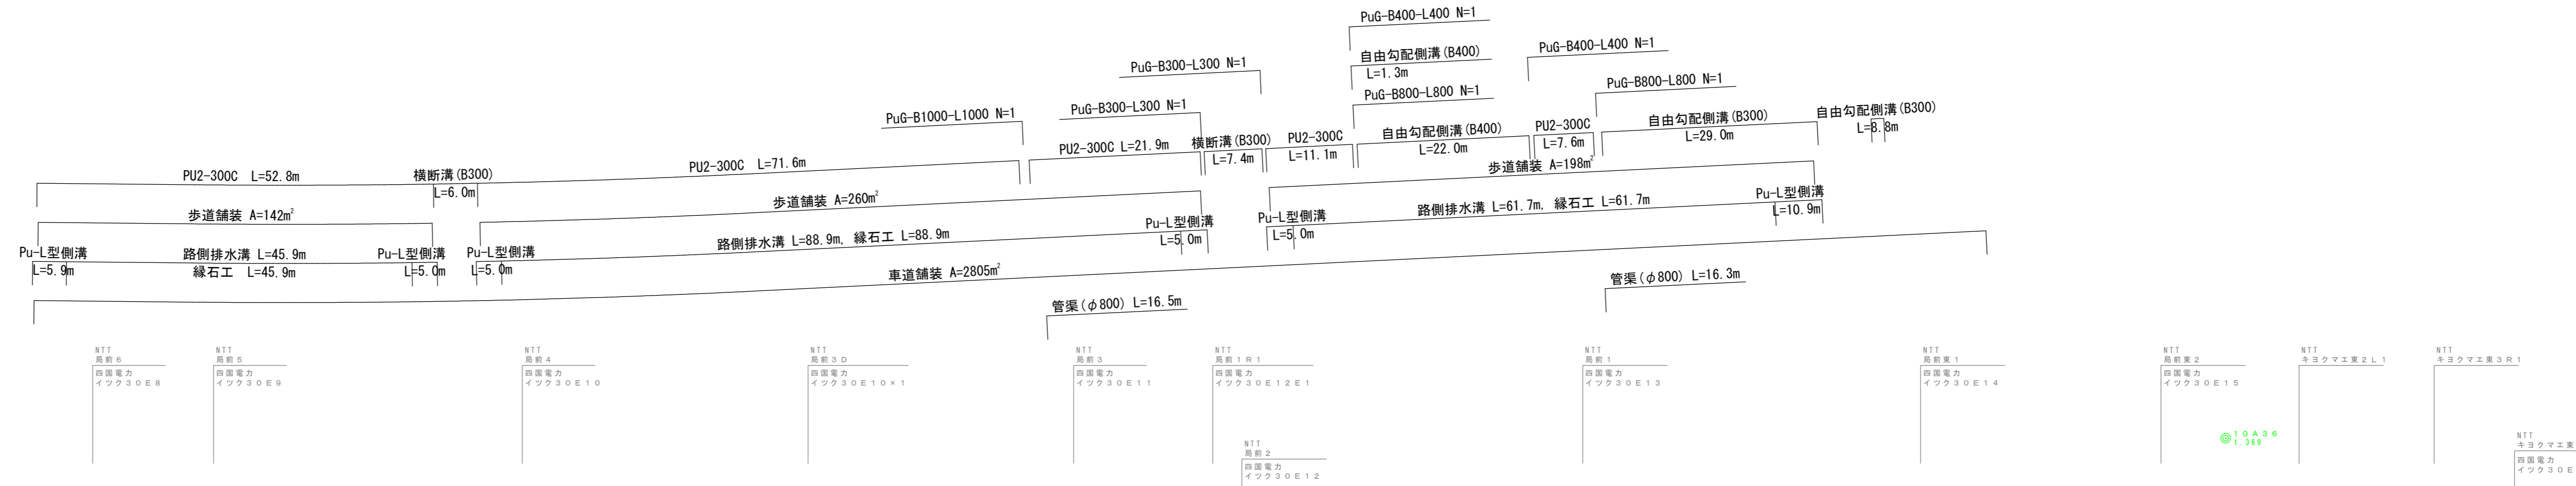 PuG-B400-L400 N=1
自由勾配側溝(B400)
L=1.3m
PuG-B800-L800 N=1
PuG-B400-L400 N=1
PuG-B800-L800 N=1
PuG-B300-L300 N=1
PuG-B300-L300 N=1
PuG-B1000-L1000 N=1
PU2-300C L=52.8m
横断溝(B300)
L=6.0m
PU2-300C L=71.6m
PU2-300C L=21.9m
横断溝(B300)
L=7.4m
PU2-300C
L=11.1m
自由勾配側溝(B400)
L=22.0m
PU2-300C
L=7.6m
自由勾配側溝(B300)
L=29.0m
自由勾配側溝(B300)
L=8.8m
歩道舗装 A=142㎡
歩道舗装 A=260㎡
歩道舗装 A=198㎡
Pu-L型側溝
L=5.9m
路側排水溝 L=45.9m
縁石工 L=45.9m
Pu-L型側溝
L=5.0m
Pu-L型側溝
L=5.0m
路側排水溝 L=88.9m, 縁石工 L=88.9m
Pu-L型側溝
L=5.0m
Pu-L型側溝
L=5.0m
路側排水溝 L=61.7m, 縁石工 L=61.7m
Pu-L型側溝
L=10.9m
車道舗装 A=2805㎡
管渠(φ800) L=16.5m
管渠(φ800) L=16.3m
NTT
局前6
四国電力
イツク30E8
NTT
局前5
四国電力
イツク30E9
NTT
局前4
四国電力
イツク30E10
NTT
局前3D
四国電力
イツク30E10×1
NTT
局前3
四国電力
イツク30E11
NTT
局前1R1
四国電力
イツク30E12E1
NTT
局前2
四国電力
イツク30E12
NTT
局前1
四国電力
イツク30E13
NTT
局前東1
四国電力
イツク30E14
NTT
局前東2
四国電力
イツク30E15
10A36
1.369
NTT
キヨクマエ東2L1
NTT
キヨクマエ東3R1
NTT
キヨクマエ東
四国電力
イツク30E